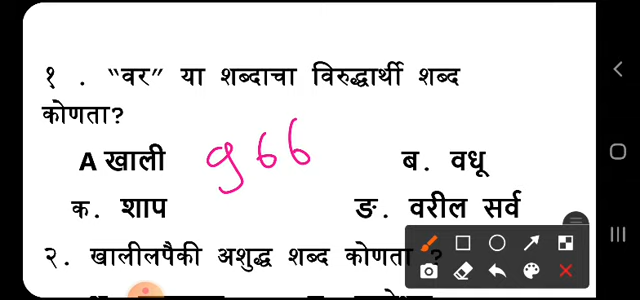 १ . "वर" या शब्दाचा विरुद्धार्थी शब्द
कोणता?
A खाली 966 ब. वधू
क. शाप ङ. वरील सर्व
२. खालीलपैकी अशुद्ध शब्द कोणता ?